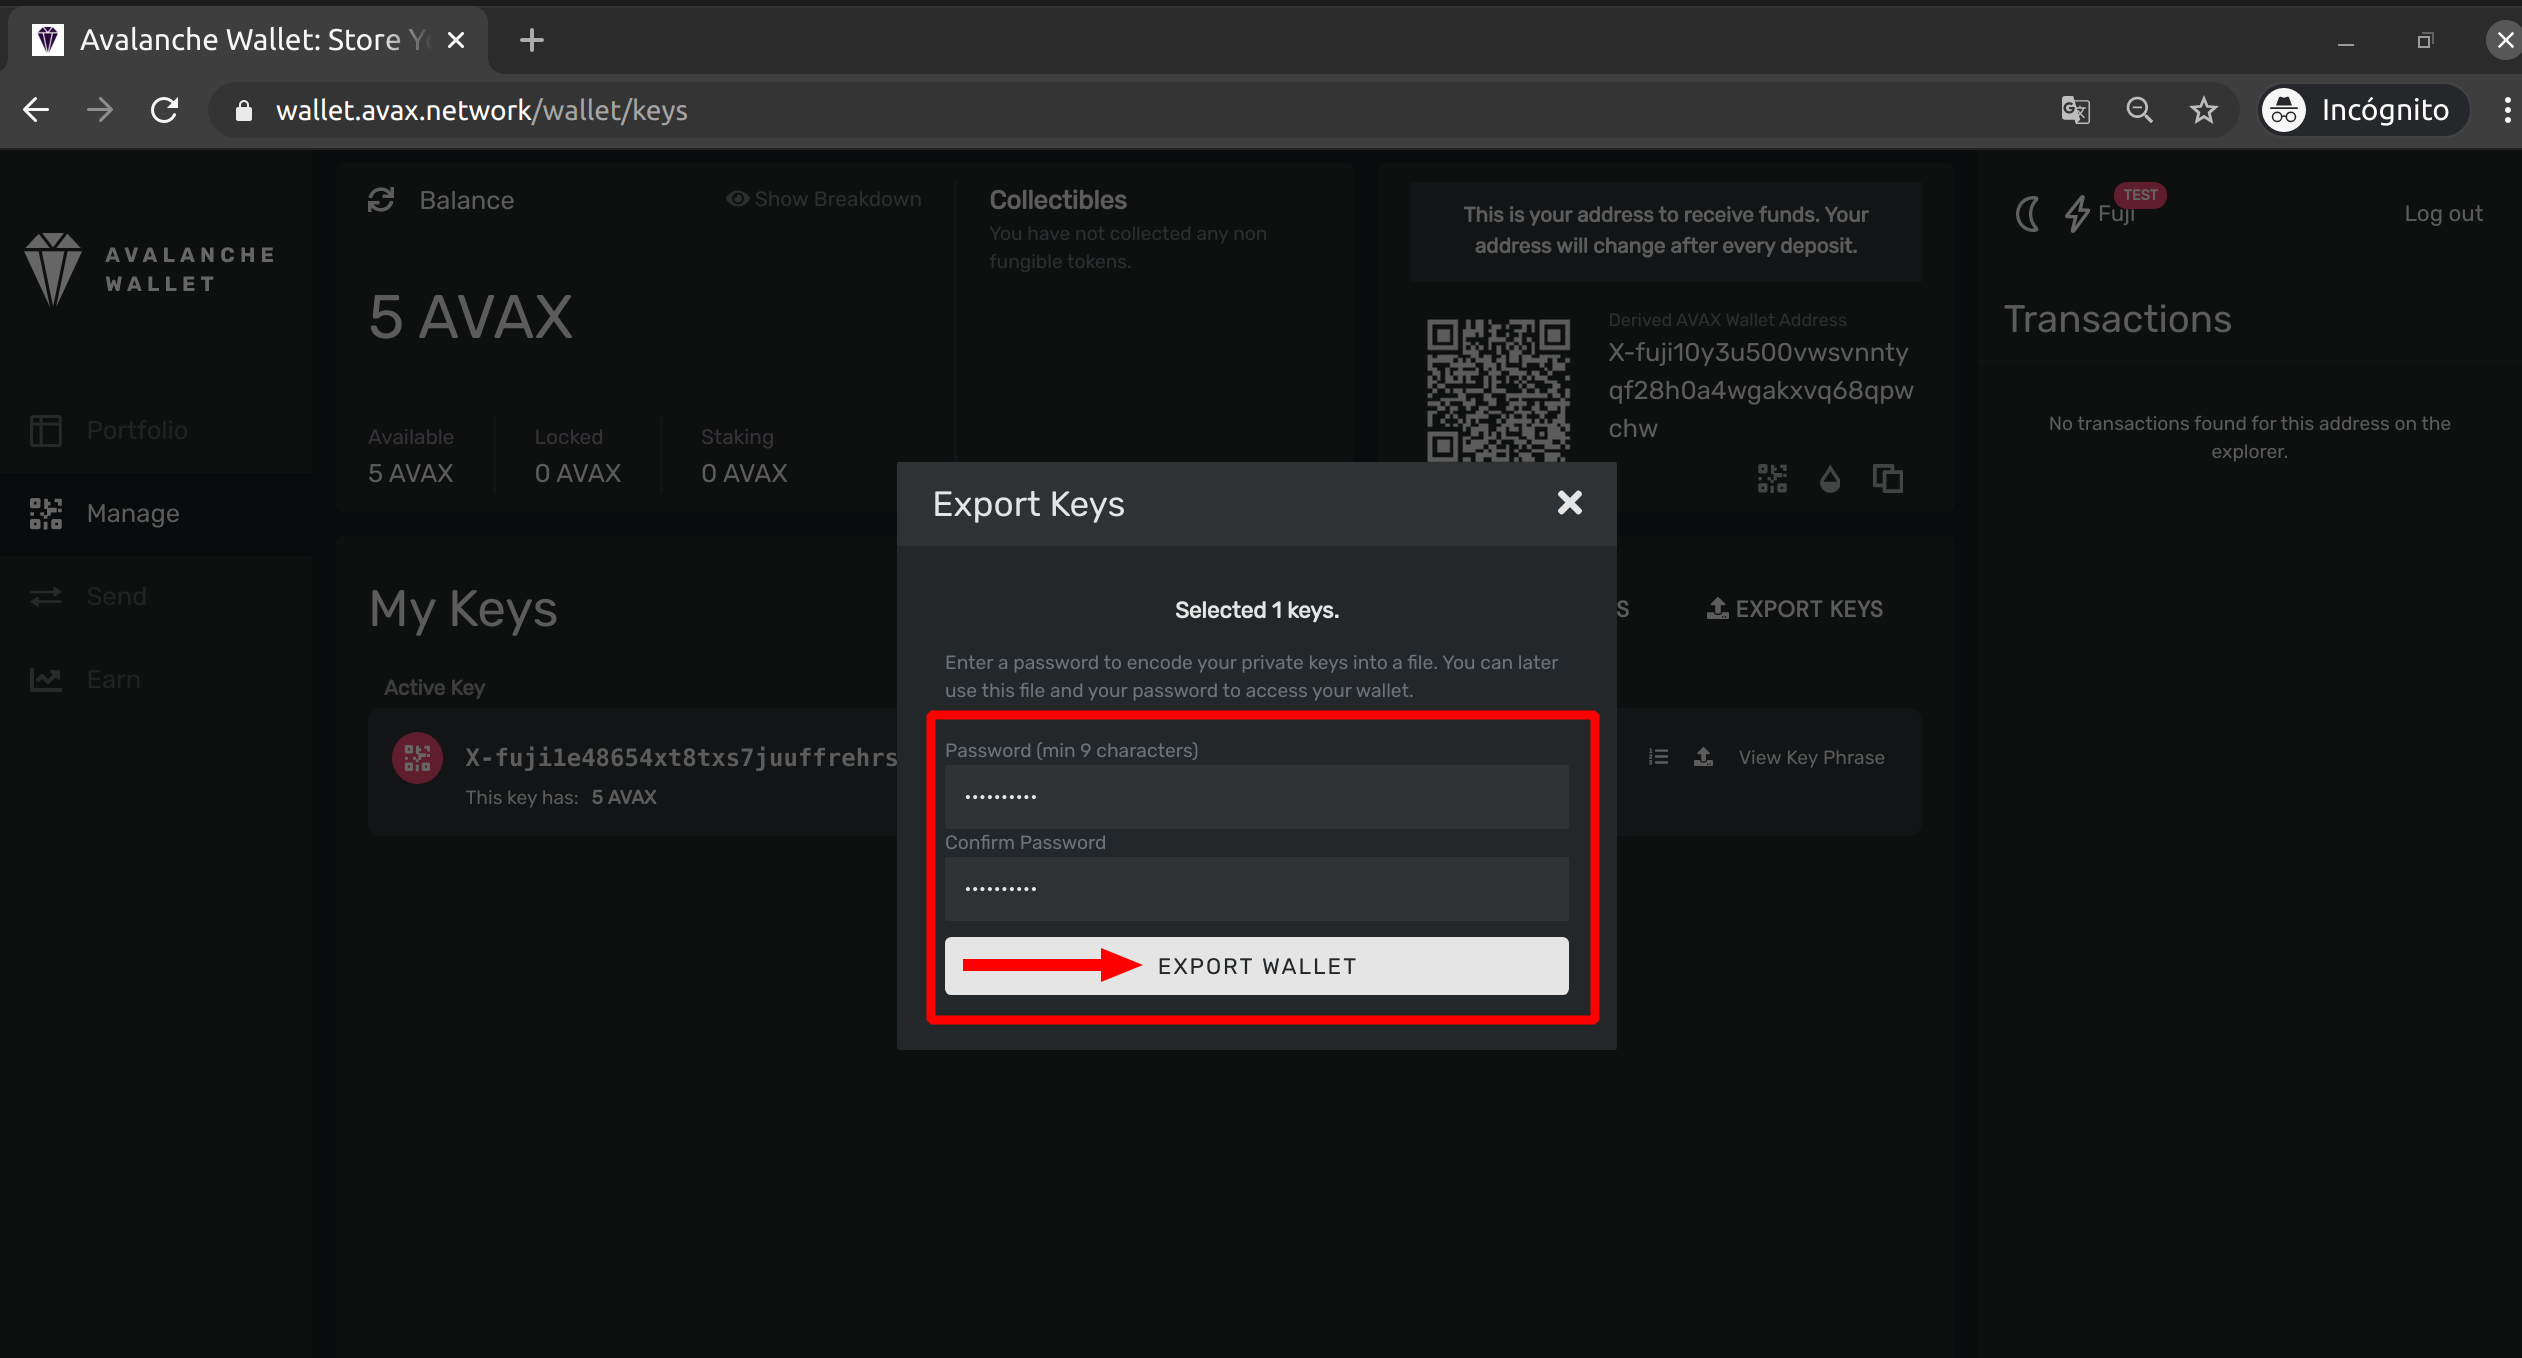 Avalanche Wallet: Store
wallet.avax.network/wallet/keys
Incógnito
AVALANCHE
WALLET
Portfolio
Manage
Send
Earn
Balance
Show Breakdown
5 AVAX
Available
5 AVAX
Locked
0 AVAX
Staking
0 AVAX
Collectibles
You have not collected any non
fungible tokens.
This is your address to receive funds. Your
address will change after every deposit.
Derived AVAX Wallet Address
X-fuji10y3u500vwsvnnty
qf28h0a4wgakxvq68qpw
chw
TEST
Fuji
Log out
Transactions
No transactions found for this address on the
explorer.
My Keys
S
EXPORT KEYS
Active Key
X-fuji1e48654xt8txs7juuffrehrs
This key has: 5 AVAX
View Key Phrase
Export Keys
Selected 1 keys.
Enter a password to encode your private keys into a file. You can later
use this file and your password to access your wallet.
Password (min 9 characters)
••••••••••
Confirm Password
••••••••••
EXPORT WALLET